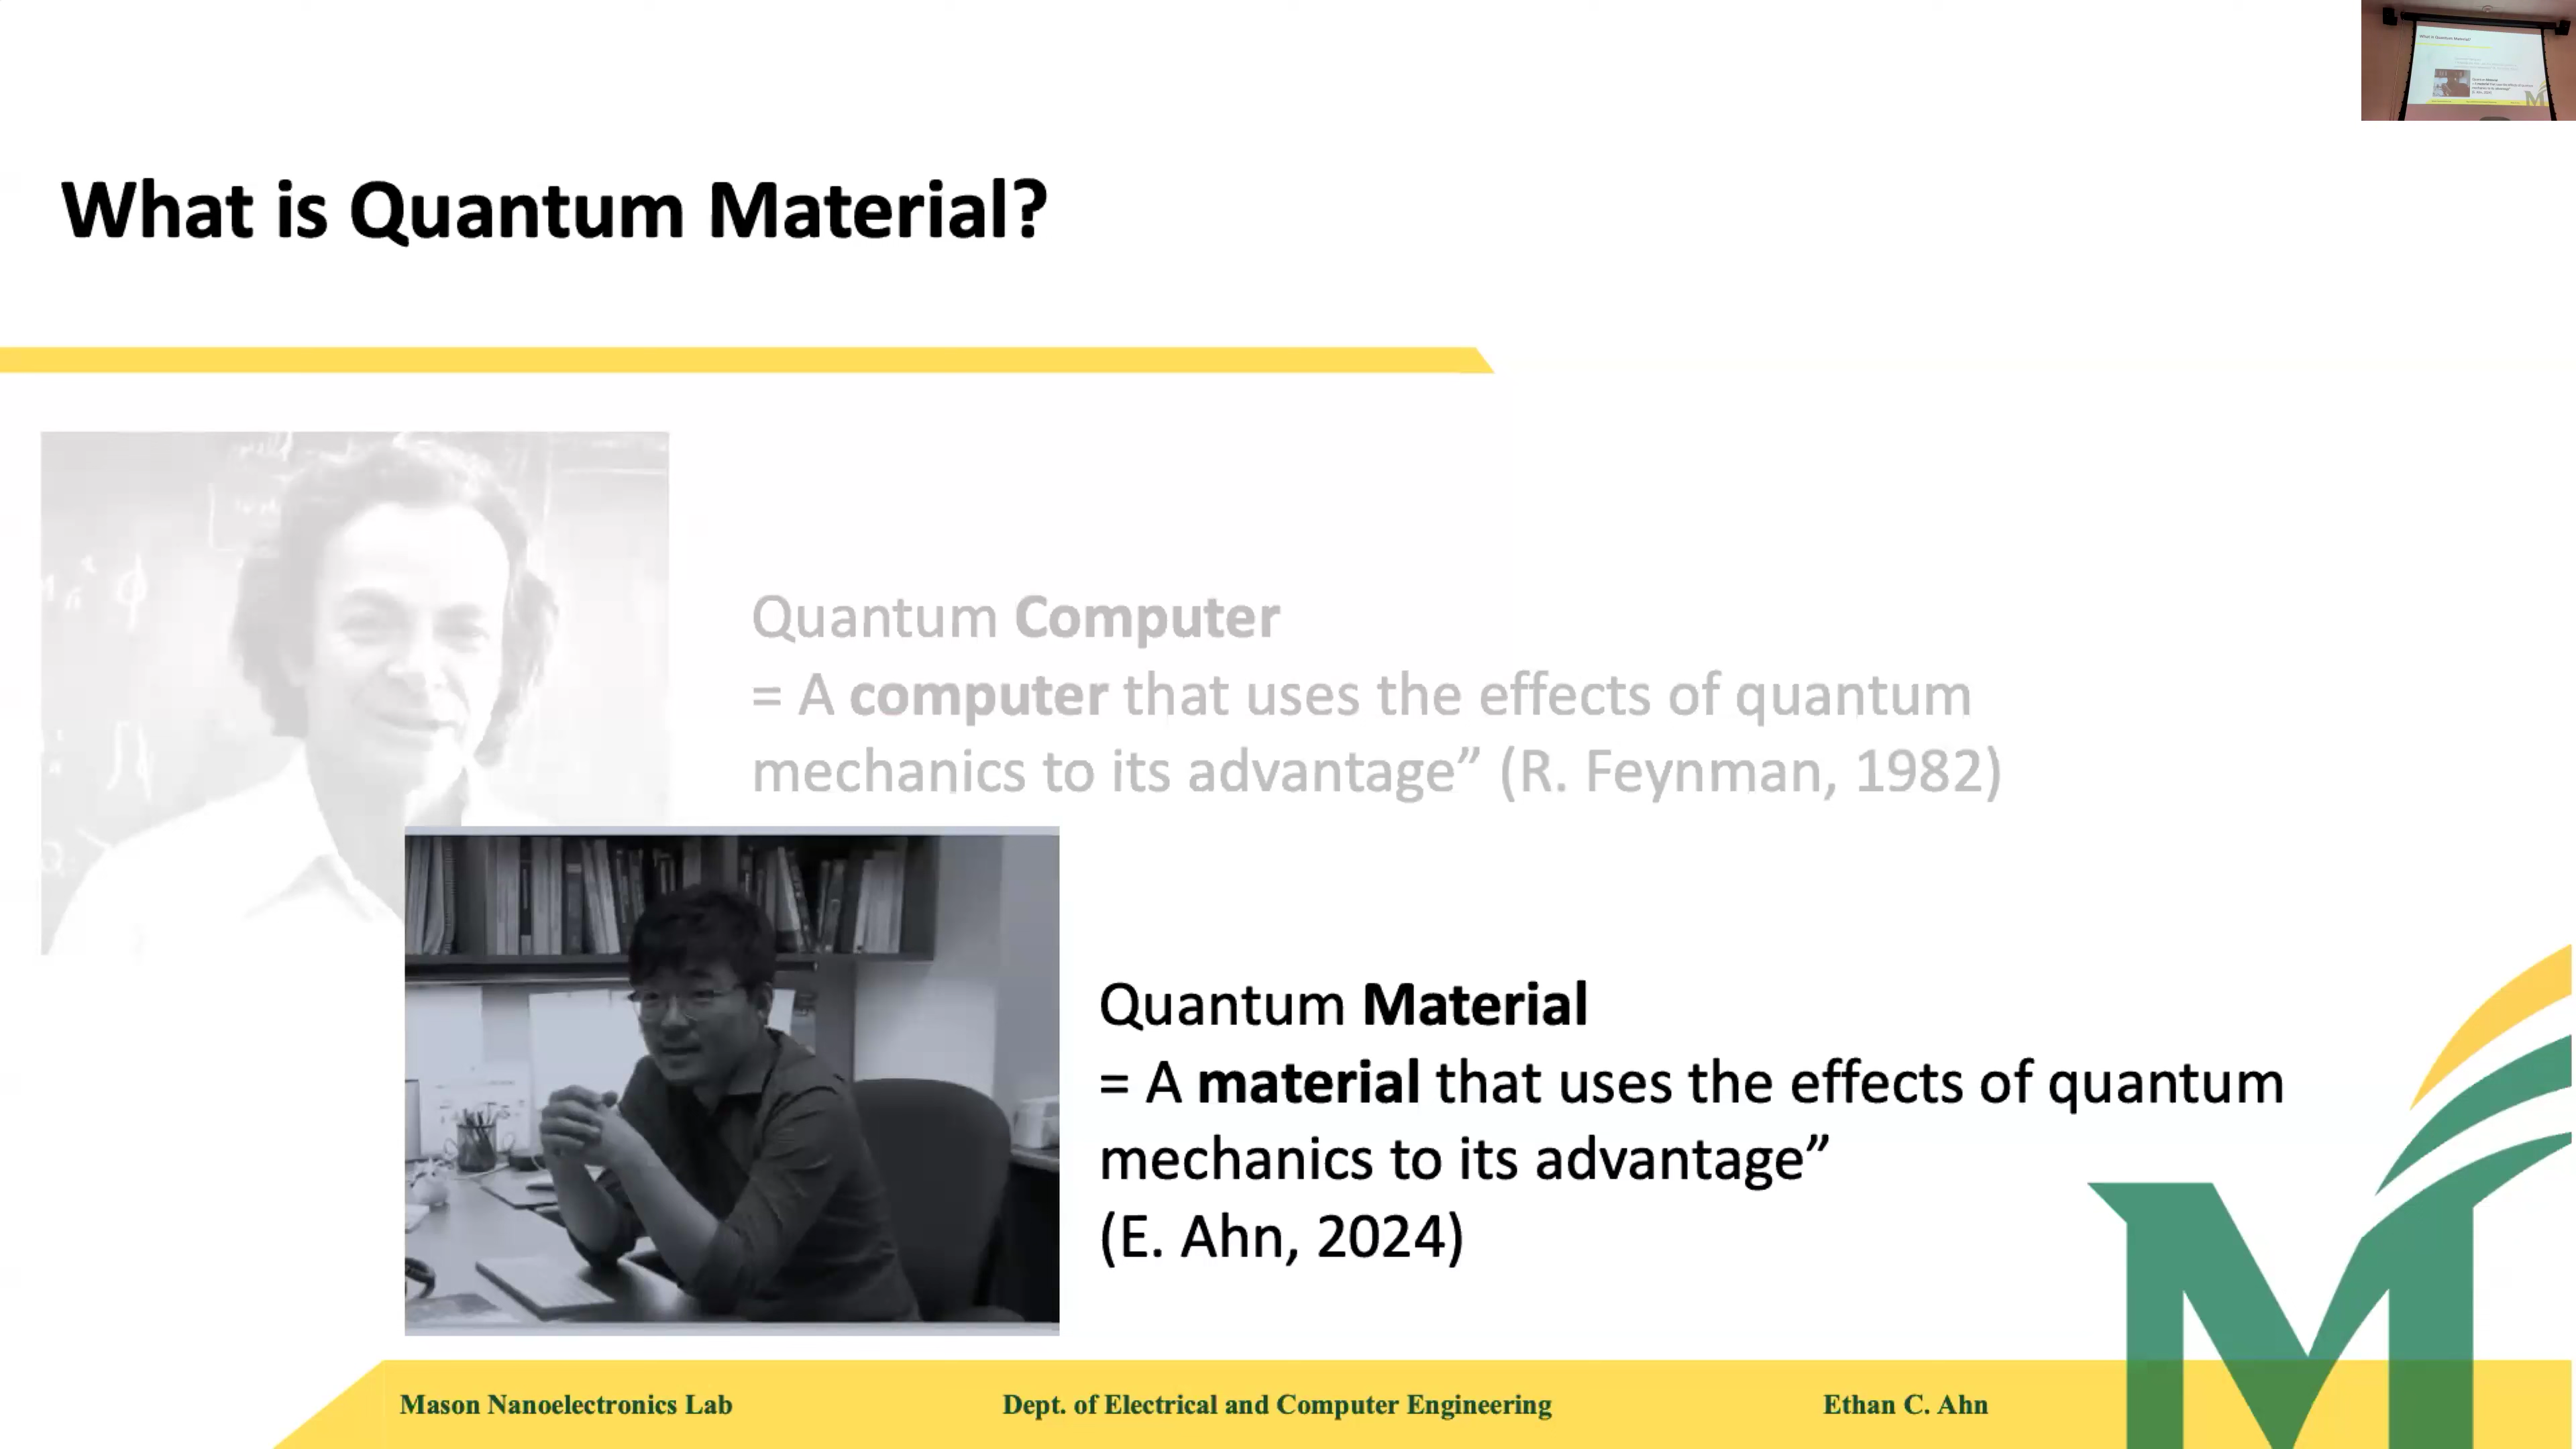 What is Quantum Material?
Quantum Computer
= A computer that uses the effects of quantum
mechanics to its advantage” (R. Feynman, 1982)
Quantum Material
= A material that uses the effects of quantum
mechanics to its advantage”
(E. Ahn, 2024)
Mason Nanoelectronics Lab
Dept. of Electrical and Computer Engineering
Ethan C. Ahn